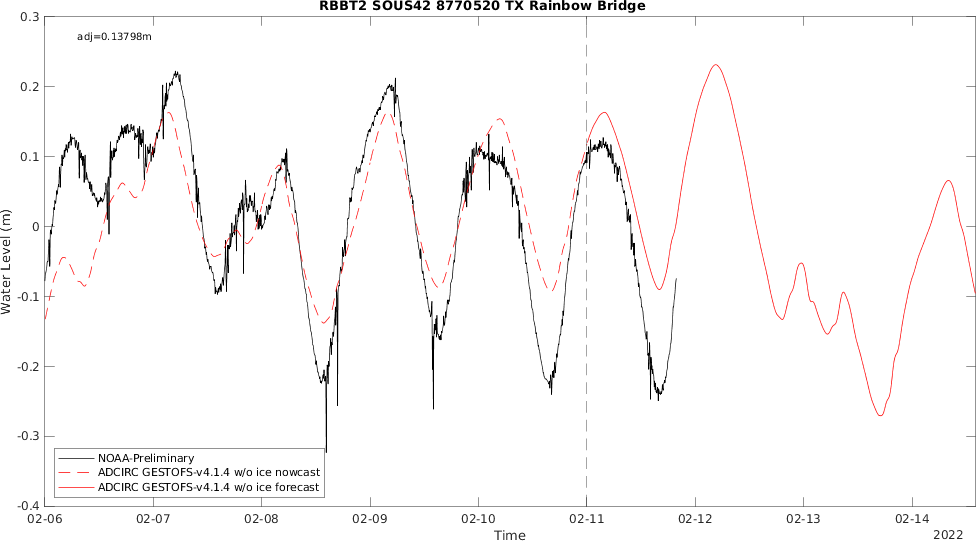 RBBT2 SOUS42 8770520 TX Rainbow Bridge
adj=0.13798m
0.3
0.2
0.1
0
-0.1
-0.2
-0.3
-0.4
Water Level (m)
NOAA-Preliminary
ADCIRC GESTOFS-v4.1.4 w/o ice nowcast
ADCIRC GESTOFS-v4.1.4 w/o ice forecast
02-06 02-07 02-08 02-09 02-10 02-11 02-12 02-13 02-14
Time
2022